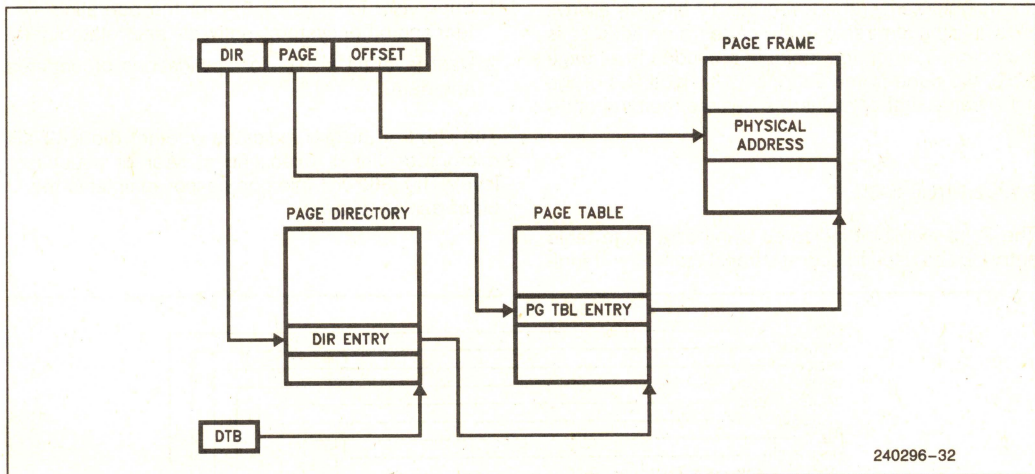 DIR PAGE OFFSET
PAGE FRAME
PHYSICAL
ADDRESS
PAGE DIRECTORY
PAGE TABLE
PG TBL ENTRY
DIR ENTRY
DTB
240296–32